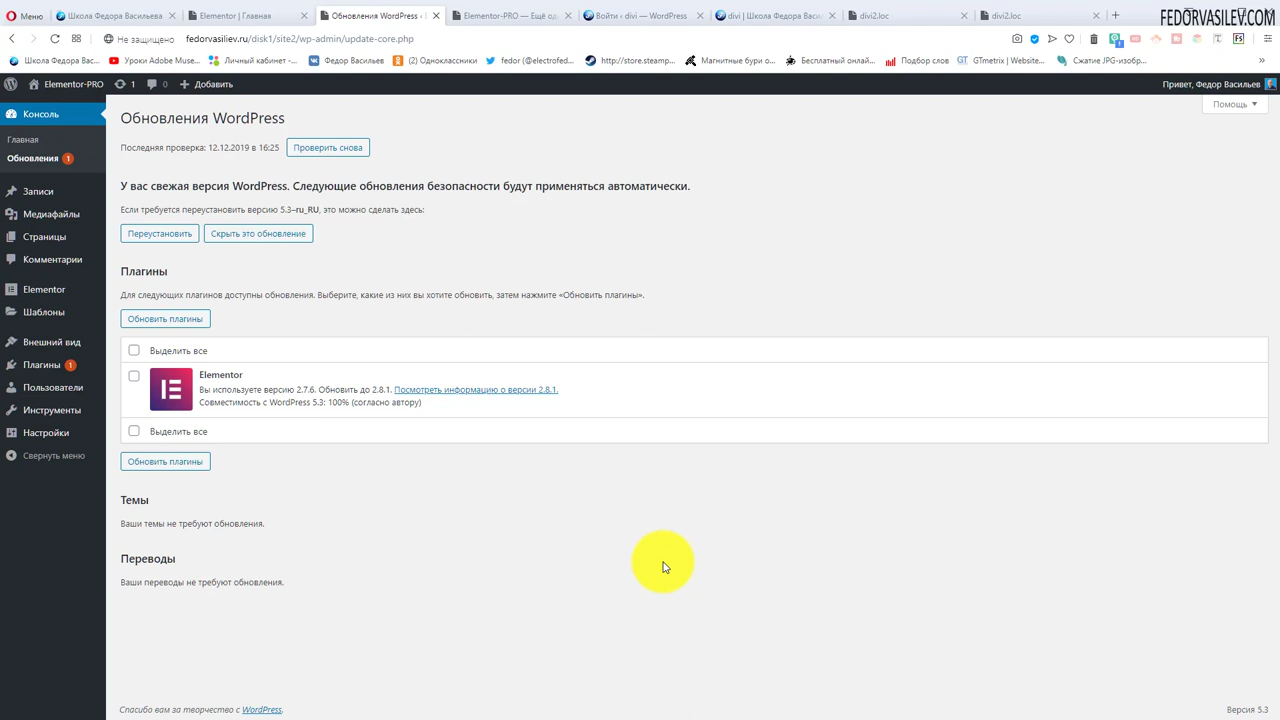 Меню
Школа Федора Васильева
Elementor | Главная
Обновления WordPress ‹
Elementor-PRO — Ещё од
Войти ‹ divi — WordPress
divi | Школа Федора Васи
divi2.loc
divi2.loc
FEDORVASILEV.COM
Не защищено
fedorvasiliev.ru/disk1/site2/wp-admin/update-core.php
Школа Федора Вас...
Уроки Adobe Muse...
Личный кабинет -...
Федор Васильев
(2) Одноклассники
fedor (@electrofed...
http://store.steamp...
Магнитные бури о...
Бесплатный онлай...
Подбор слов
GTmetrix | Website...
Сжатие JPG-изобр...
Elementor-PRO
1
0
Добавить
Привет, Федор Васильев
Консоль
Главная
Обновления 1
Записи
Медиафайлы
Страницы
Комментарии
Elementor
Шаблоны
Внешний вид
Плагины 1
Пользователи
Инструменты
Настройки
Свернуть меню
Помощь
Обновления WordPress
Последняя проверка: 12.12.2019 в 16:25 Проверить снова
У вас свежая версия WordPress. Следующие обновления безопасности будут применяться автоматически.
Если требуется переустановить версию 5.3–ru_RU, это можно сделать здесь:
Переустановить Скрыть это обновление
Плагины
Для следующих плагинов доступны обновления. Выберите, какие из них вы хотите обновить, затем нажмите «Обновить плагины».
Обновить плагины
Выделить все
Elementor
Вы используете версию 2.7.6. Обновить до 2.8.1. Посмотреть информацию о версии 2.8.1.
Совместимость с WordPress 5.3: 100% (согласно автору)
Выделить все
Обновить плагины
Темы
Ваши темы не требуют обновления.
Переводы
Ваши переводы не требуют обновления.
Спасибо вам за творчество с WordPress.
Версия 5.3